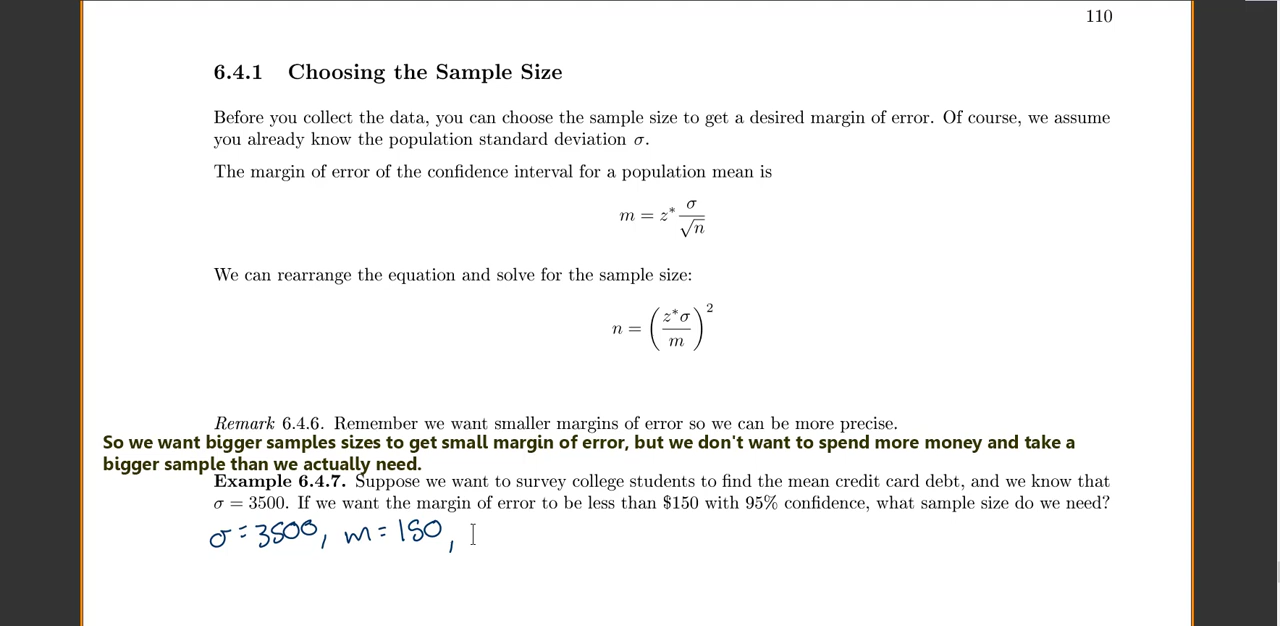 110
6.4.1 Choosing the Sample Size
Before you collect the data, you can choose the sample size to get a desired margin of error. Of course, we assume
you already know the population standard deviation σ.
The margin of error of the confidence interval for a population mean is
m = z* σ/√n
We can rearrange the equation and solve for the sample size:
n = (z*σ/m)²
Remark 6.4.6. Remember we want smaller margins of error so we can be more precise.
So we want bigger samples sizes to get small margin of error, but we don't want to spend more money and take a
bigger sample than we actually need.
Example 6.4.7. Suppose we want to survey college students to find the mean credit card debt, and we know that
σ = 3500. If we want the margin of error to be less than $150 with 95% confidence, what sample size do we need?
σ = 3500, m = 150,